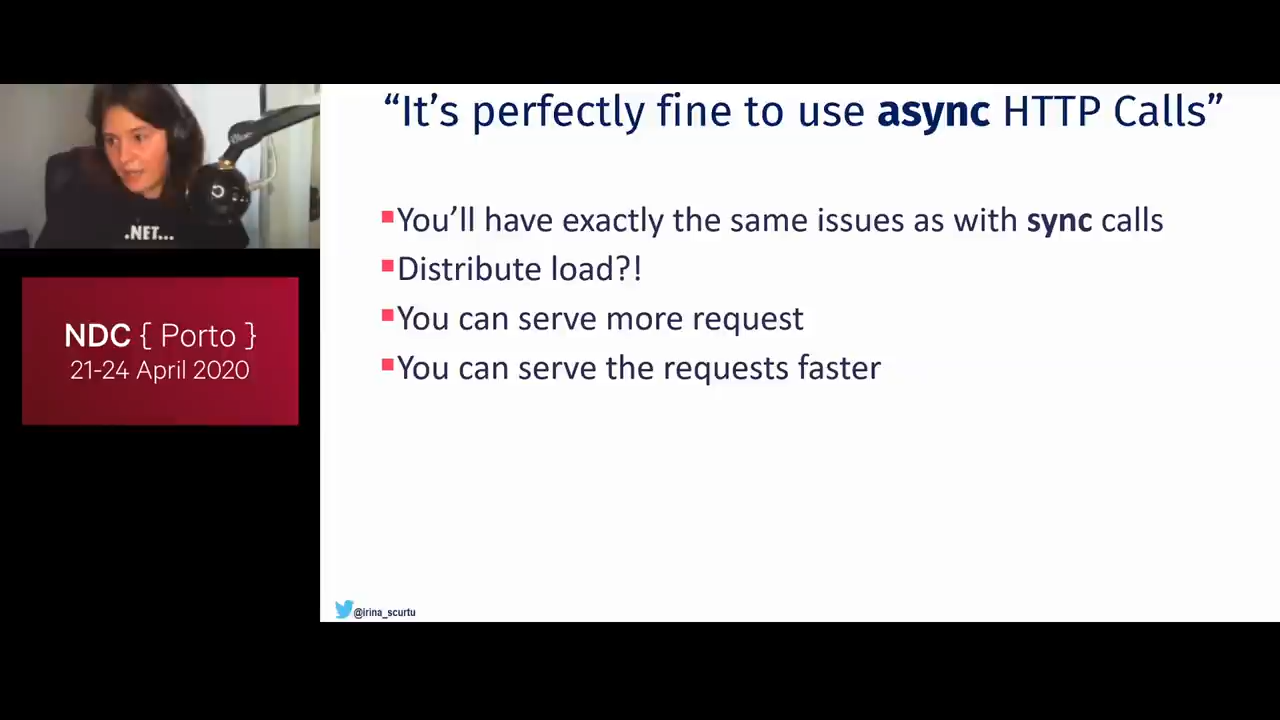 “It’s perfectly fine to use async HTTP Calls”
.NET...
You’ll have exactly the same issues as with sync calls
Distribute load?!
You can serve more request
You can serve the requests faster
NDC { Porto }
21-24 April 2020
@irina_scurtu